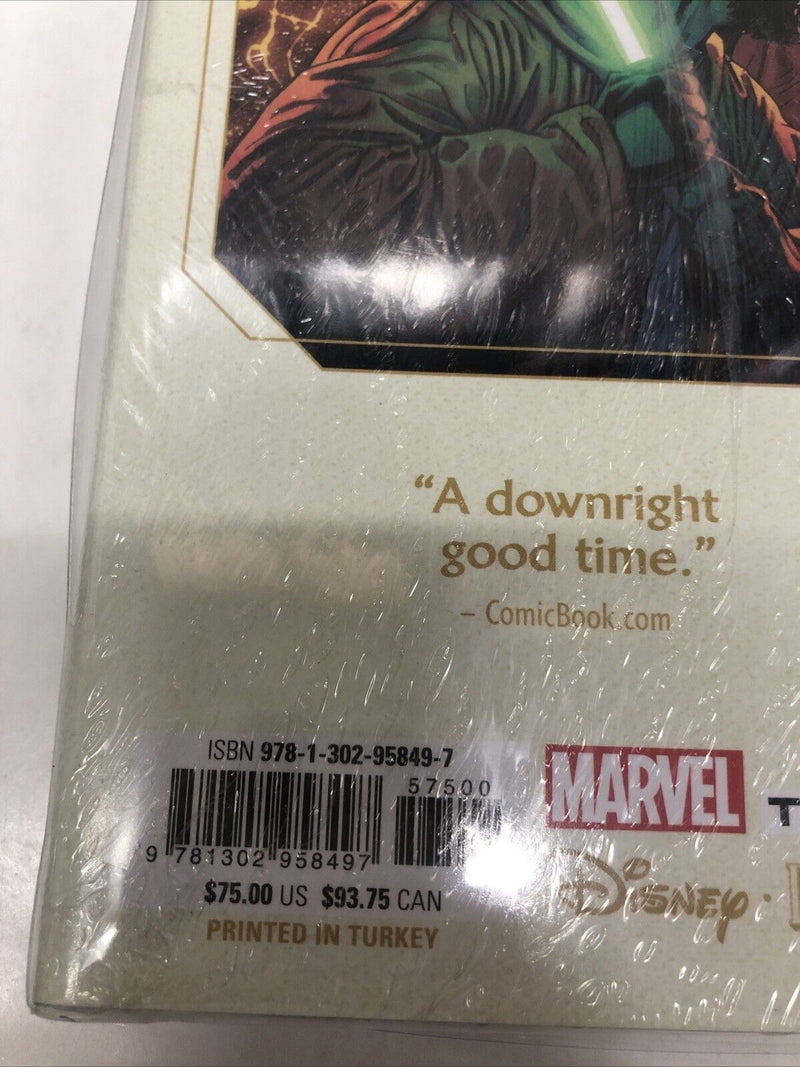 “A downright
good time.”
– ComicBook.com
ISBN 978-1-302-95849-7
57500
9 781302 958497
$75.00 US $93.75 CAN
PRINTED IN TURKEY
MARVEL
T
DISNEY ·